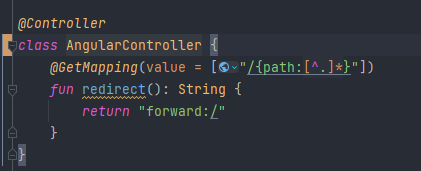 @Controller
class AngularController {
@GetMapping(value = ["/{path:[^.]*}"])
fun redirect(): String {
return "forward:/"
}
}